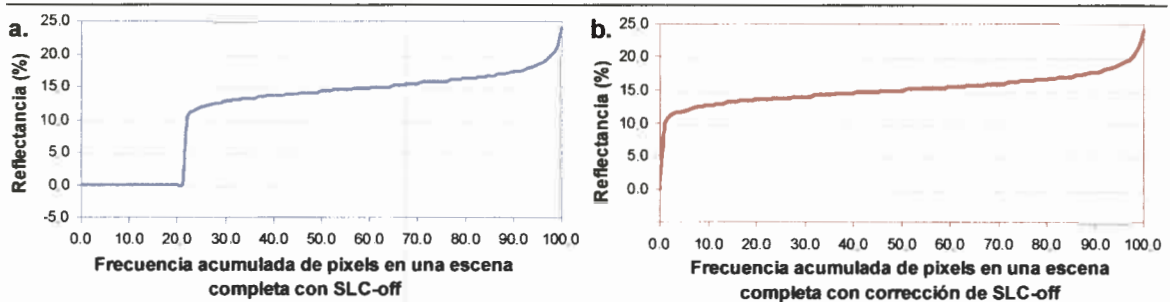 a.
Reflectancia (%)
25.0
20.0
15.0
10.0
5.0
0.0
-5.0
0.0 10.0 20.0 30.0 40.0 50.0 60.0 70.0 80.0 90.0 100.0
Frecuencia acumulada de pixels en una escena
completa con SLC-off
b.
Reflectancia (%)
25.0
20.0
15.0
10.0
5.0
0.0
0.0 10.0 20.0 30.0 40.0 50.0 60.0 70.0 80.0 90.0 100.0
Frecuencia acumulada de pixels en una escena
completa con corrección de SLC-off